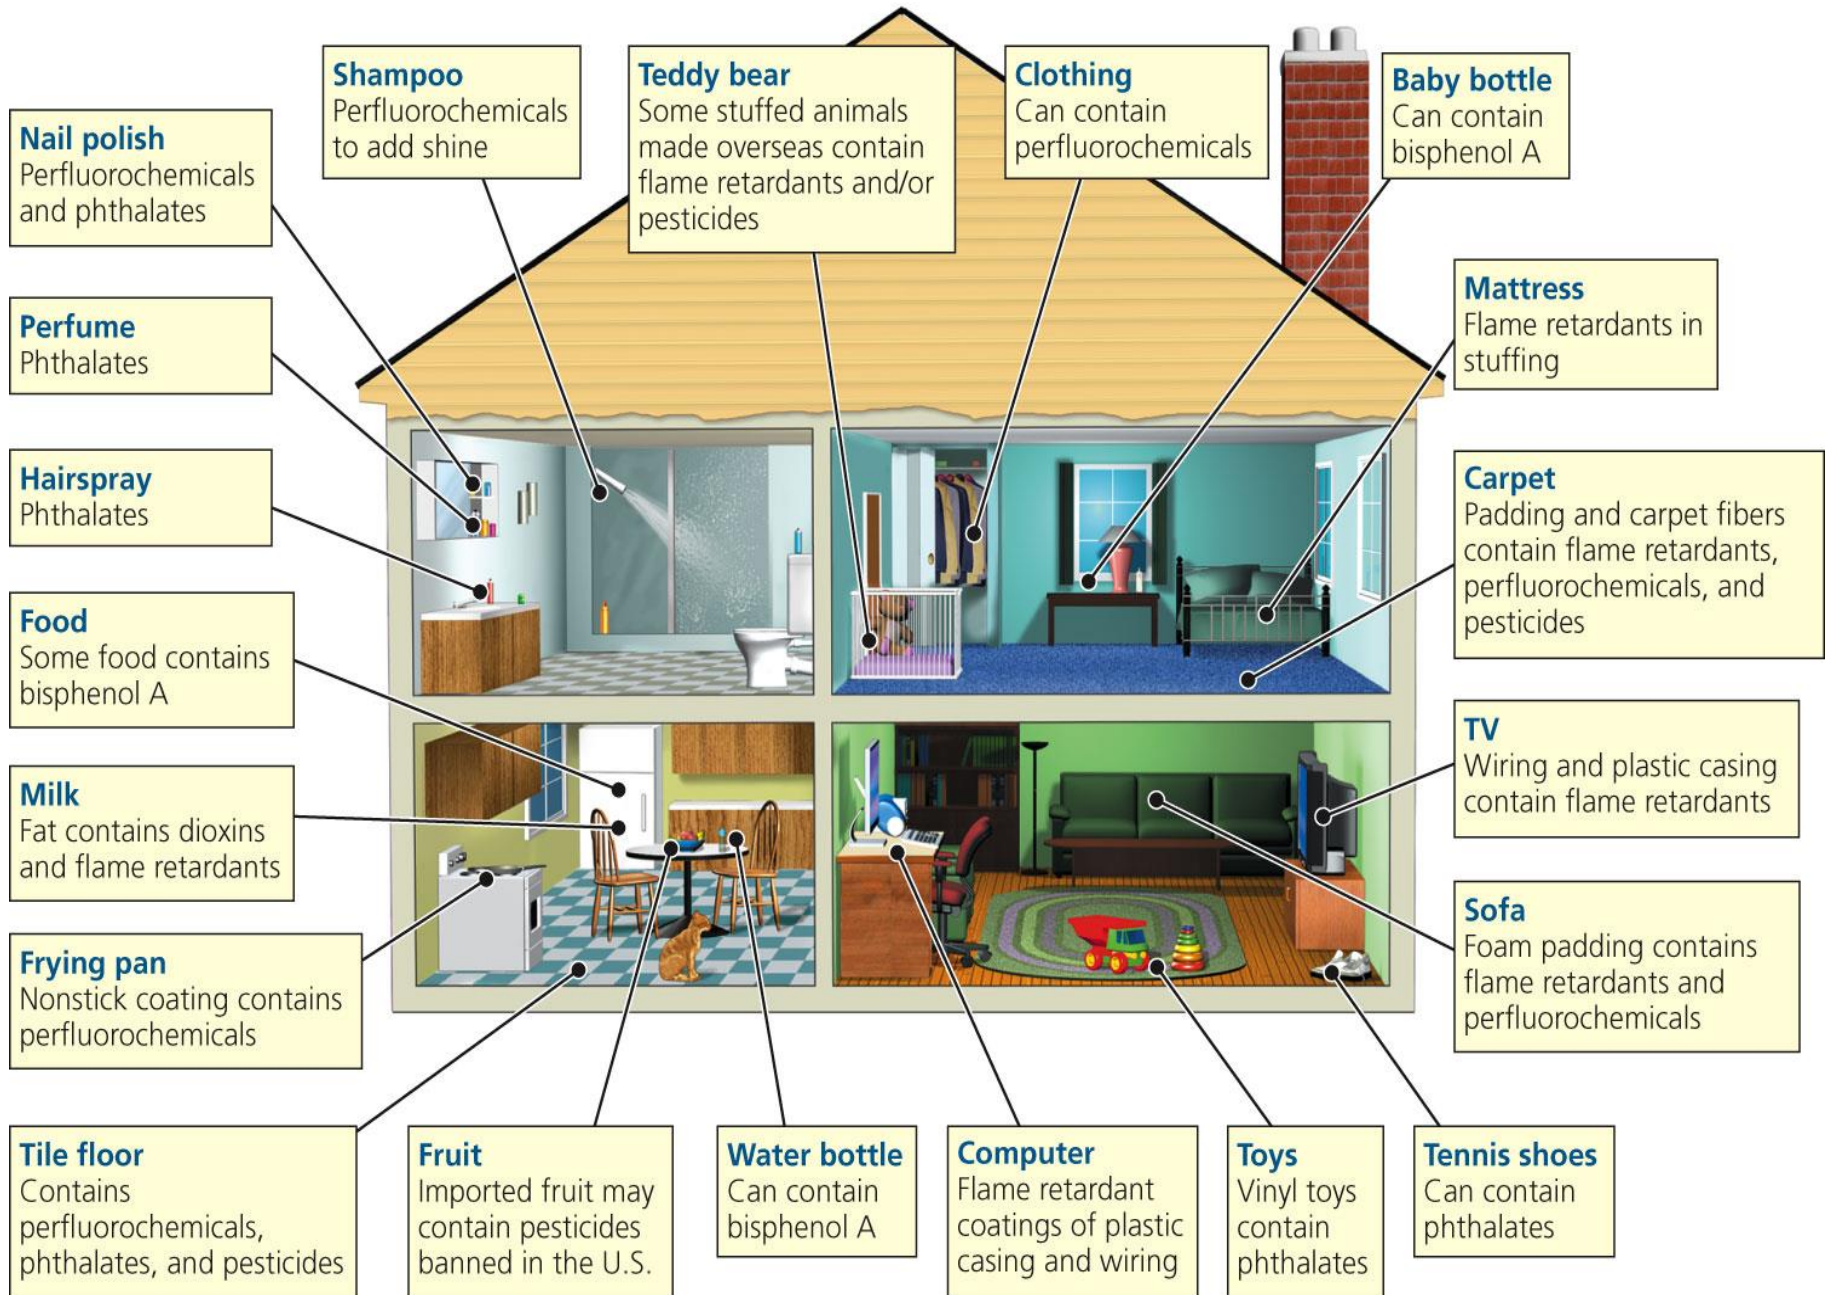 Shampoo
Perfluorochemicals
to add shine
Teddy bear
Some stuffed animals
made overseas contain
flame retardants and/or
pesticides
Clothing
Can contain
perfluorochemicals
Baby bottle
Can contain
bisphenol A
Nail polish
Perfluorochemicals
and phthalates
Mattress
Flame retardants in
stuffing
Perfume
Phthalates
Hairspray
Phthalates
Carpet
Padding and carpet fibers
contain flame retardants,
perfluorochemicals, and
pesticides
Food
Some food contains
bisphenol A
TV
Wiring and plastic casing
contain flame retardants
Milk
Fat contains dioxins
and flame retardants
Sofa
Foam padding contains
flame retardants and
perfluorochemicals
Frying pan
Nonstick coating contains
perfluorochemicals
Tile floor
Contains
perfluorochemicals,
phthalates, and pesticides
Fruit
Imported fruit may
contain pesticides
banned in the U.S.
Water bottle
Can contain
bisphenol A
Computer
Flame retardant
coatings of plastic
casing and wiring
Toys
Vinyl toys
contain
phthalates
Tennis shoes
Can contain
phthalates